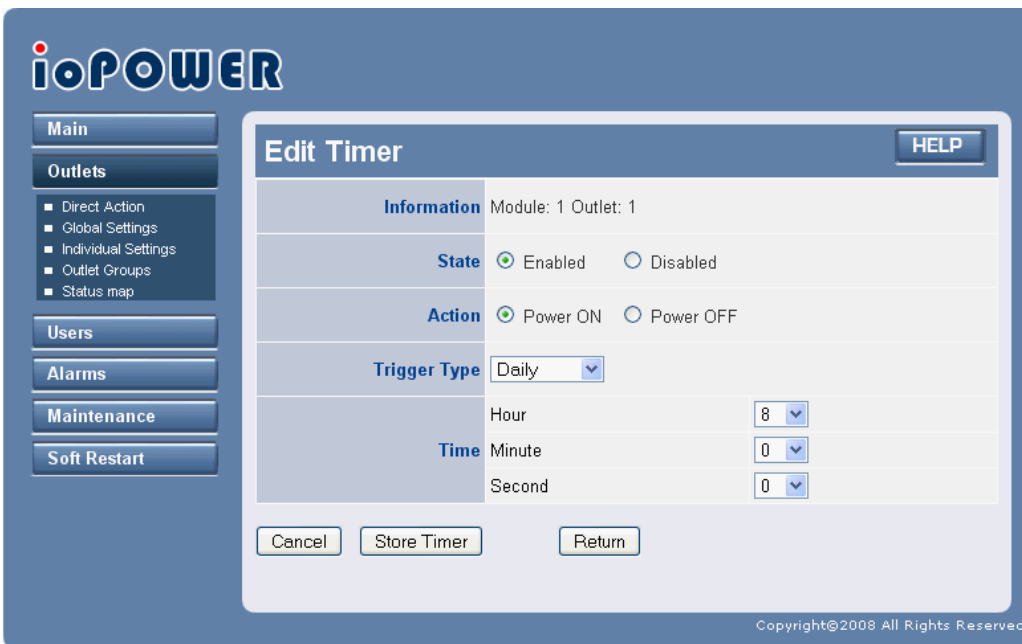 ioPOWER
Main
Outlets
Direct Action
Global Settings
Individual Settings
Outlet Groups
Status map
Users
Alarms
Maintenance
Soft Restart
Edit Timer
HELP
Information Module: 1 Outlet: 1
State Enabled Disabled
Action Power ON Power OFF
Trigger Type Daily
Time
Hour 8
Minute 0
Second 0
Cancel Store Timer Return
Copyright©2008 All Rights Reserved